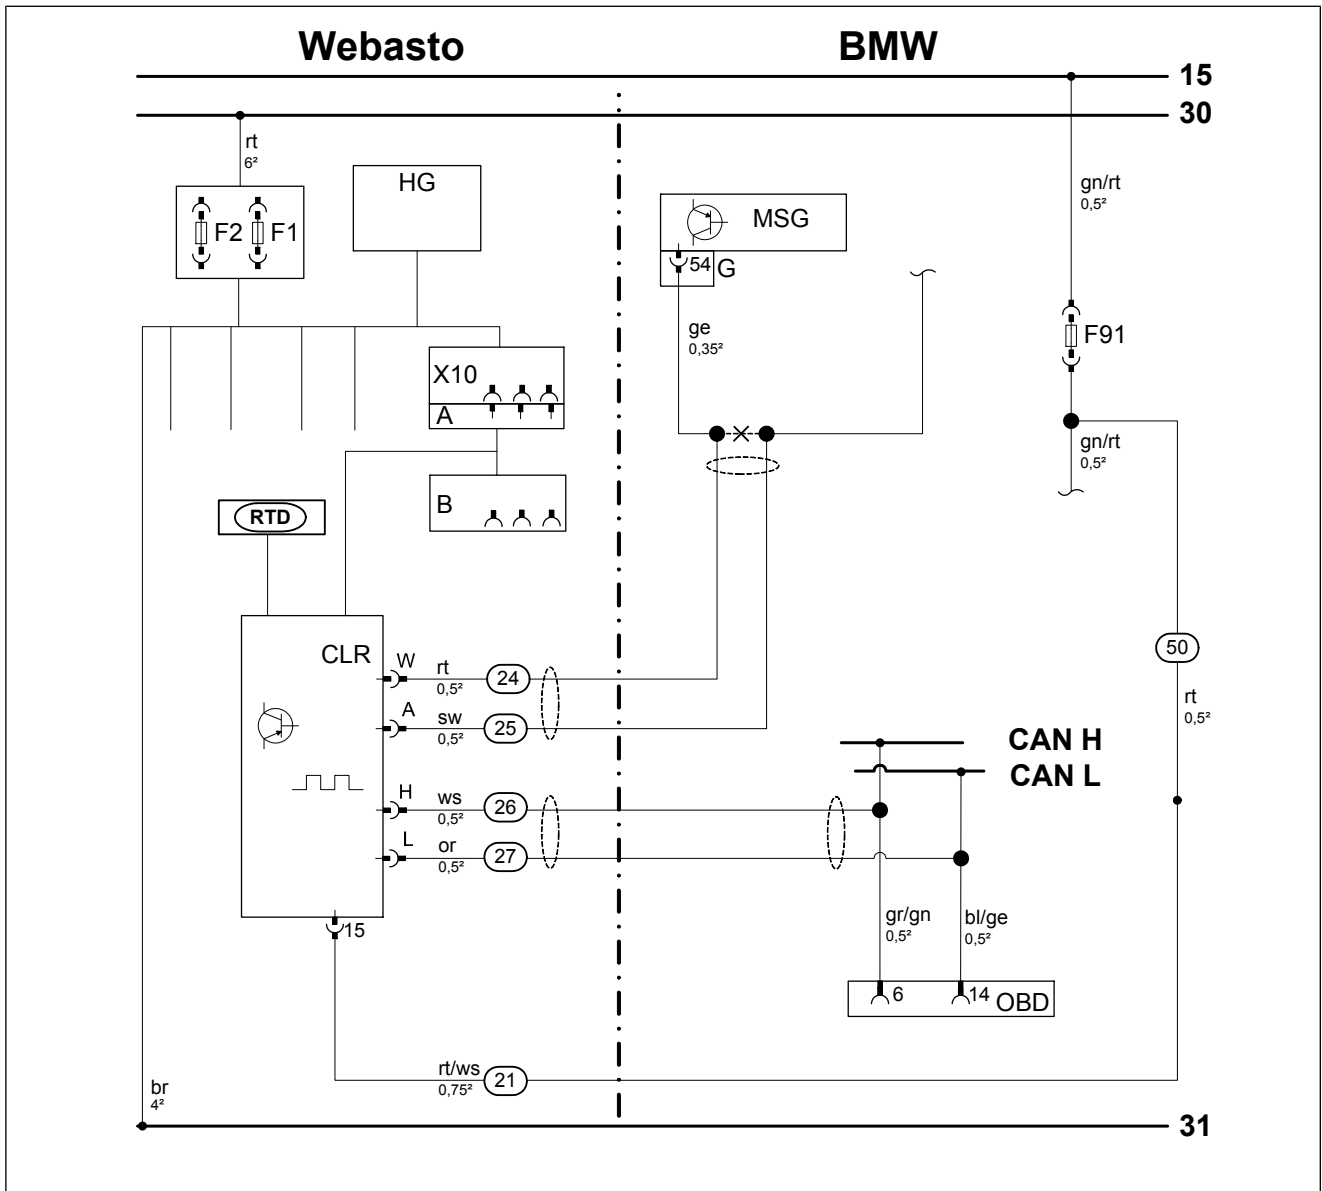 Webasto
BMW
15
30
rt
6²
HG
gn/rt
0,5²
F2
F1
MSG
54
G
ge
0,35²
F91
X10
A
gn/rt
0,5²
B
RTD
CLR
W
rt
0,5²
24
50
A
sw
0,5²
25
rt
0,5²
CAN H
CAN L
H
ws
0,5²
26
L
or
0,5²
27
gr/gn
0,5²
bl/ge
0,5²
15
6
14
OBD
rt/ws
0,75²
21
br
4²
31